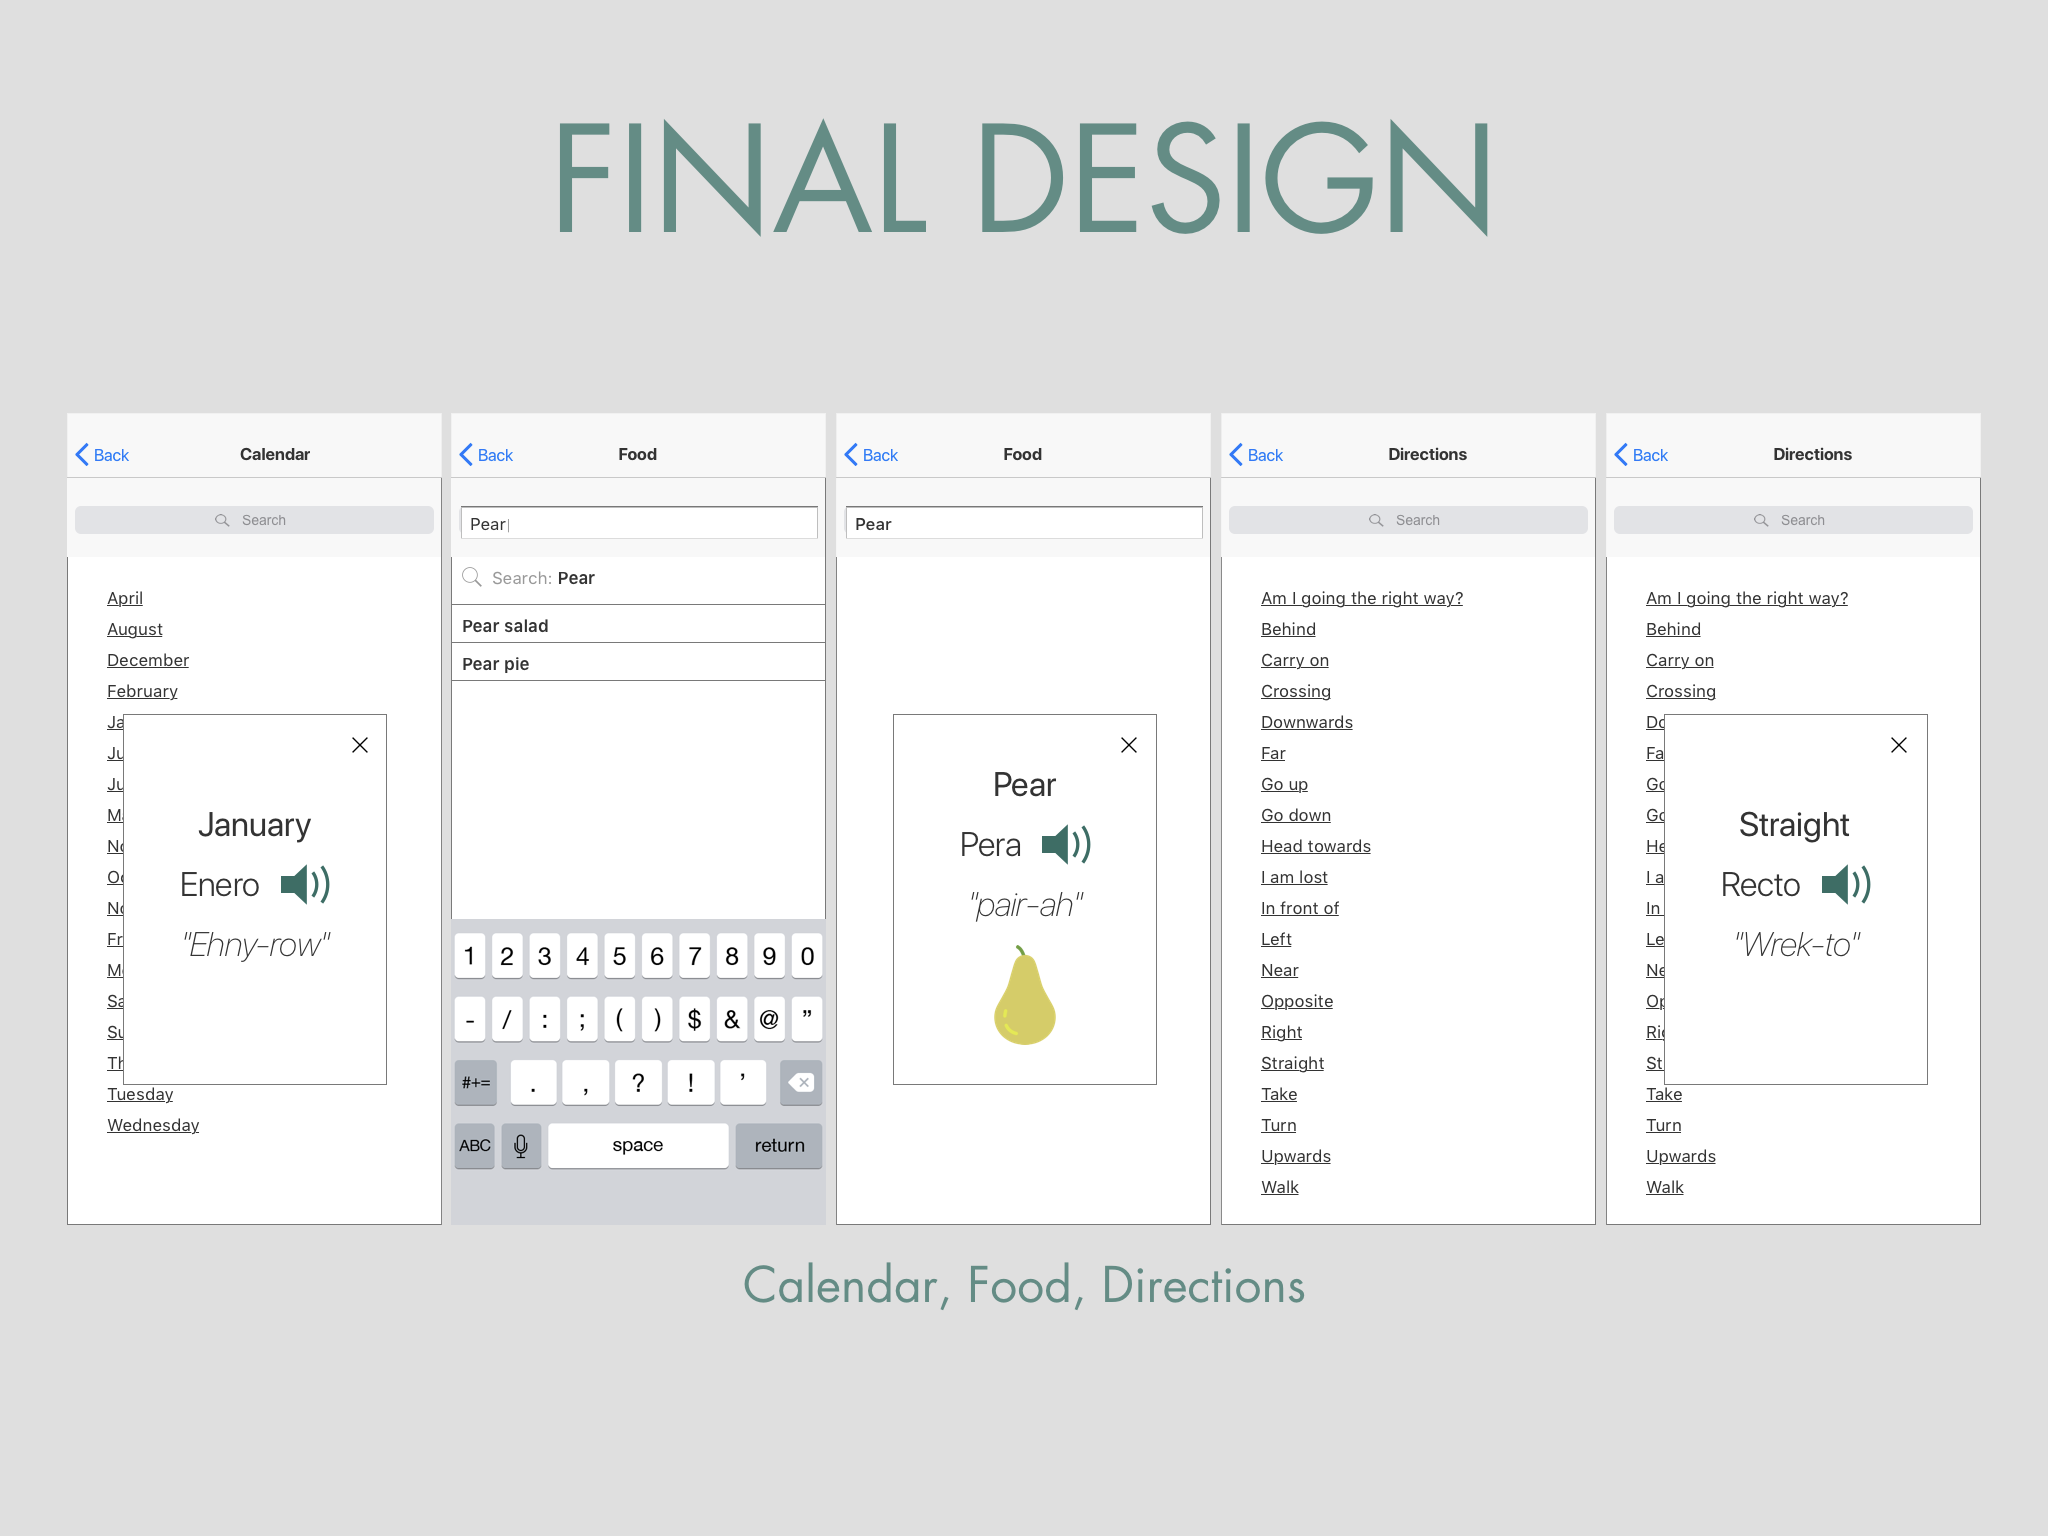 FINAL DESIGN
Back
Calendar
Search
April
August
December
February
Ja
Ju
Ju
Ma
No
Oc
No
Fr
Mo
Sa
Su
Th
Tuesday
Wednesday
January
Enero
"Ehny-row"
Back
Food
Pear
Search: Pear
Pear salad
Pear pie
1 2 3 4 5 6 7 8 9 0
- / : ; ( ) $ & @ ”
#+= . , ? ! ’
ABC space return
Back
Food
Pear
Pear
Pera
"pair-ah"
Back
Directions
Search
Am I going the right way?
Behind
Carry on
Crossing
Downwards
Far
Go up
Go down
Head towards
I am lost
In front of
Left
Near
Opposite
Right
Straight
Take
Turn
Upwards
Walk
Back
Directions
Search
Am I going the right way?
Behind
Carry on
Crossing
Do
Fa
Go
Go
He
I a
In
Le
Ne
Op
Rig
St
Take
Turn
Upwards
Walk
Straight
Recto
"Wrek-to"
Calendar, Food, Directions